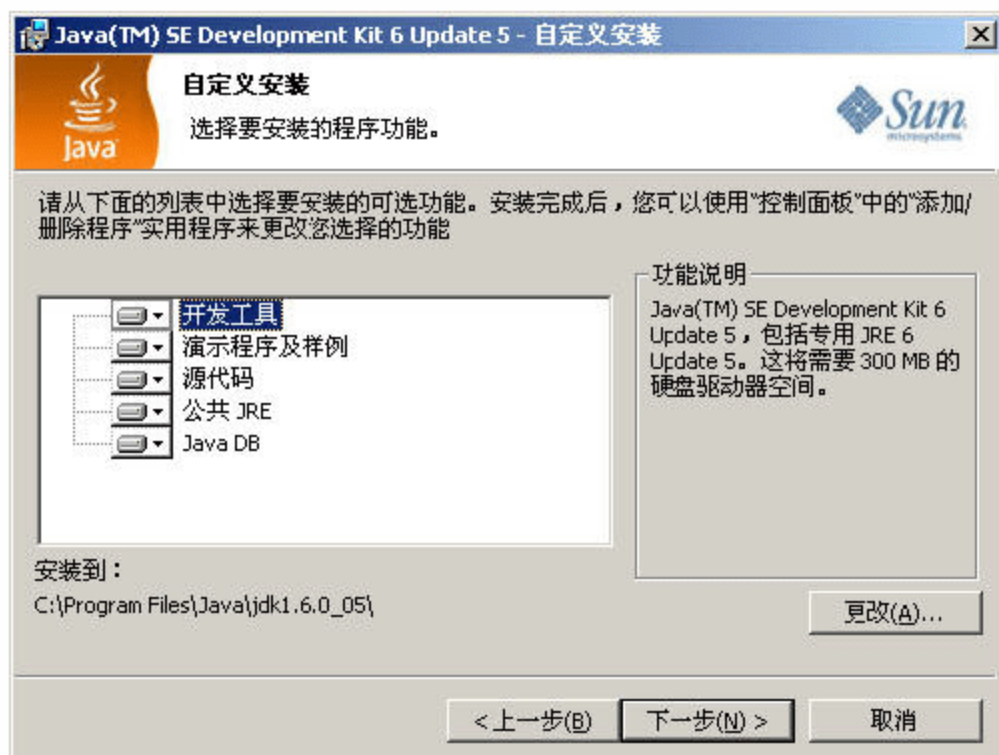 Java(TM) SE Development Kit 6 Update 5 - 自定义安装
Java
自定义安装
选择要安装的程序功能。
Sun
microsystems
请从下面的列表中选择要安装的可选功能。安装完成后，您可以使用"控制面板"中的"添加/
删除程序"实用程序来更改您选择的功能
开发工具
演示程序及样例
源代码
公共 JRE
Java DB
功能说明
Java(TM) SE Development Kit 6
Update 5，包括专用 JRE 6
Update 5。这将需要 300 MB 的
硬盘驱动器空间。
安装到：
C:\Program Files\Java\jdk1.6.0_05\
更改(A)...
<上一步(B)
下一步(N) >
取消